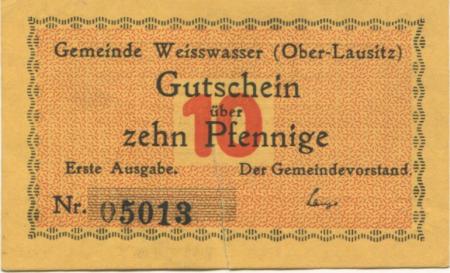 Gemeinde Weisswasser (Ober-Lausitz)
Gutschein
über
10
zehn Pfennige
Erste Ausgabe. Der Gemeindevorstand.
Nr. 05013